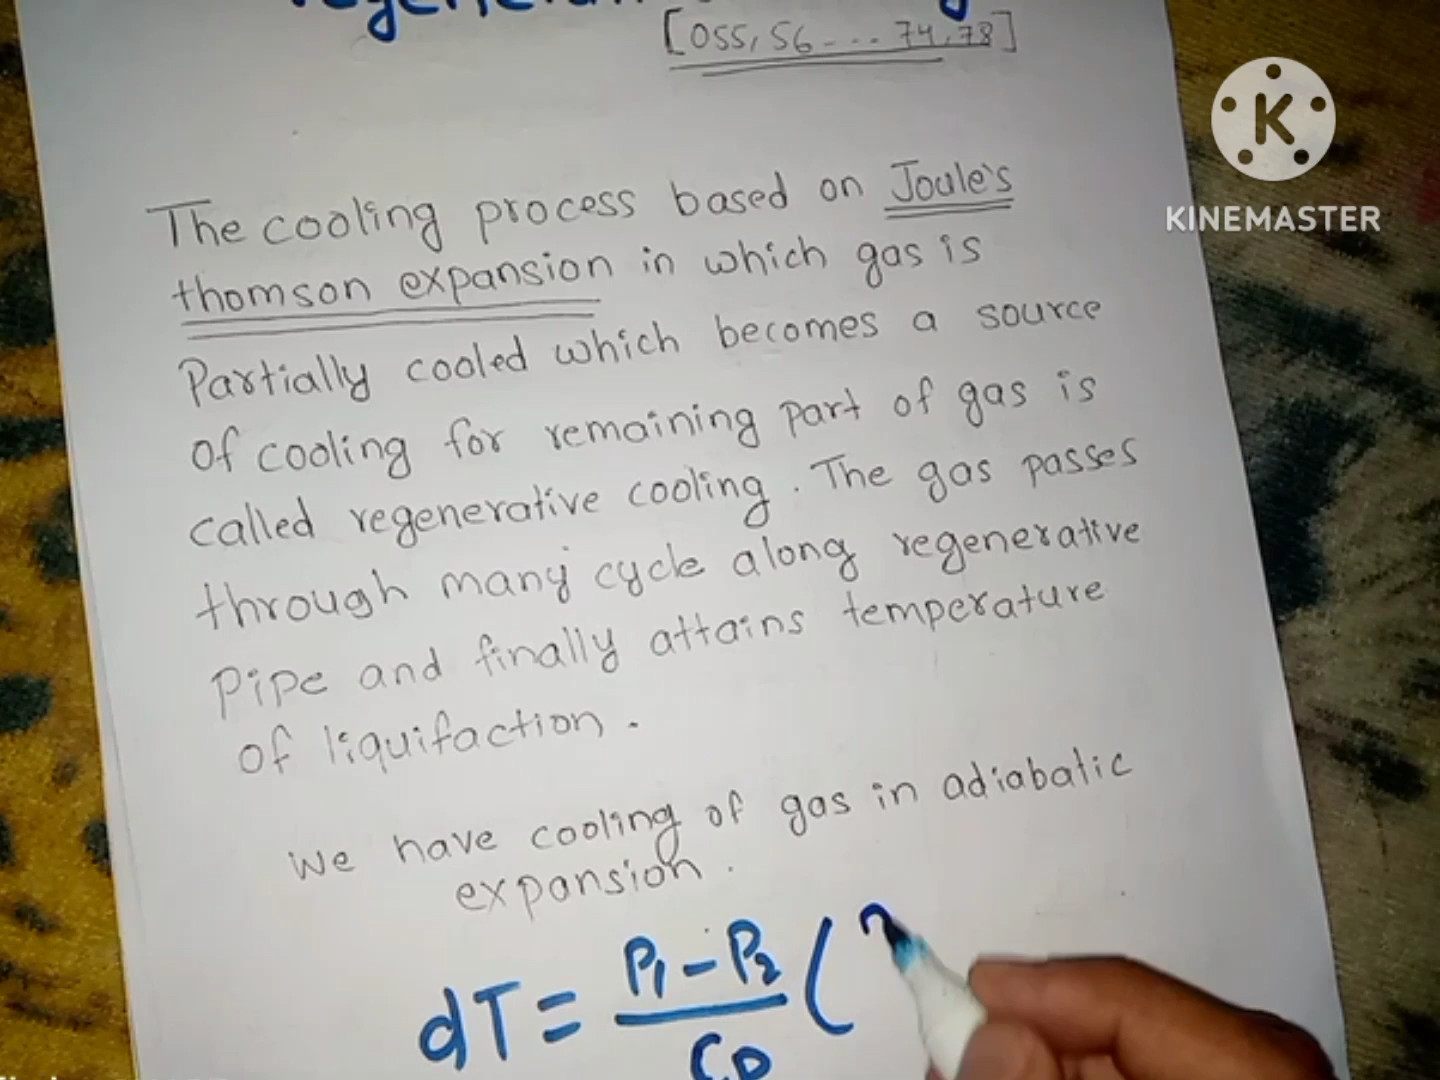 [055, 56 --- 74, 78]
K
KINEMASTER
The cooling process based on Joule's
thomson expansion in which gas is
Partially cooled which becomes a source
of cooling for remaining part of gas is
called regenerative cooling. The gas passes
through many cycle along regenerative
Pipe and finally attains temperature
of liquifaction.
We have cooling of gas in adiabatic
expansion.
dT = P₁ - P₂ (
CP